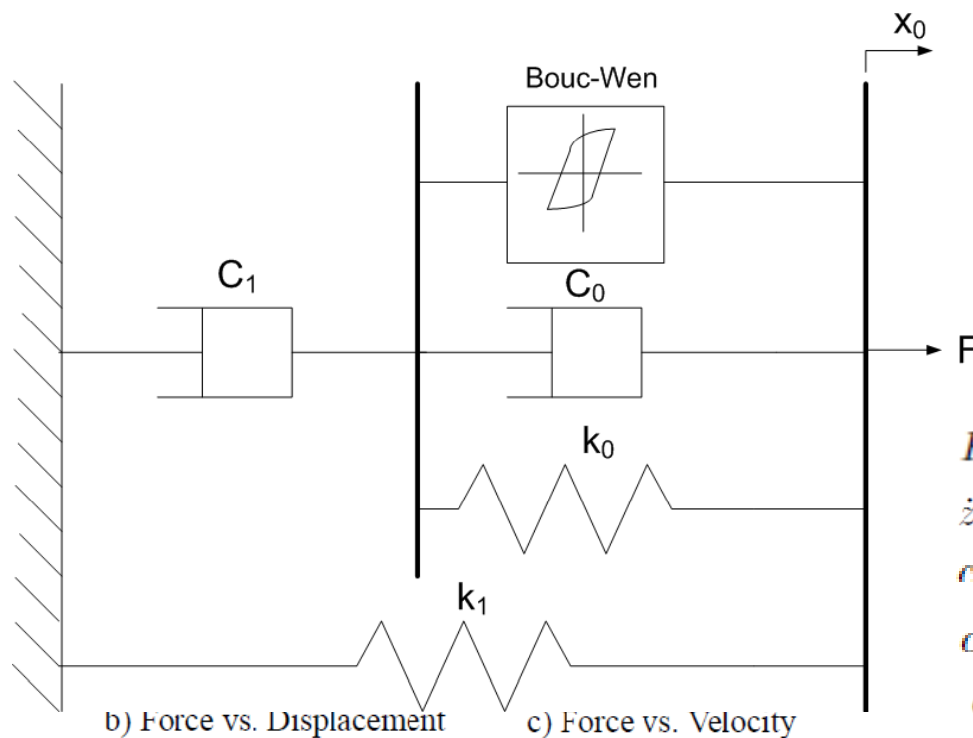 x₀
Bouc-Wen
C₁
C₀
F
k₀
ż
k₁
b) Force vs. Displacement c) Force vs. Velocity